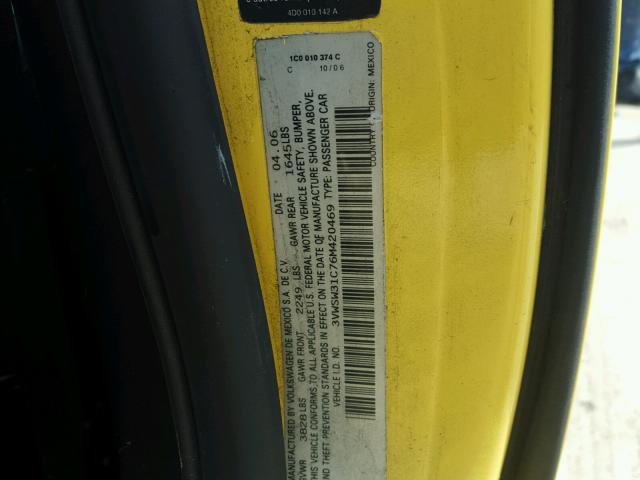 4D0 010 142 A
1C0 010 374 C
C 10/06
MANUFACTURED BY VOLKSWAGEN DE MEXICO S.A. DE C.V. DATE 04.06
GVWR 3828 LBS GAWR FRONT 2249 LBS GAWR REAR 1645 LBS
THIS VEHICLE CONFORMS TO ALL APPLICABLE U.S. FEDERAL MOTOR VEHICLE SAFETY, BUMPER,
AND THEFT PREVENTION STANDARDS IN EFFECT ON THE DATE OF MANUFACTURE SHOWN ABOVE.
VEHICLE I.D. NO. 3VWSW31C76M420469 TYPE: PASSENGER CAR
COUNTRY OF ORIGIN: MEXICO